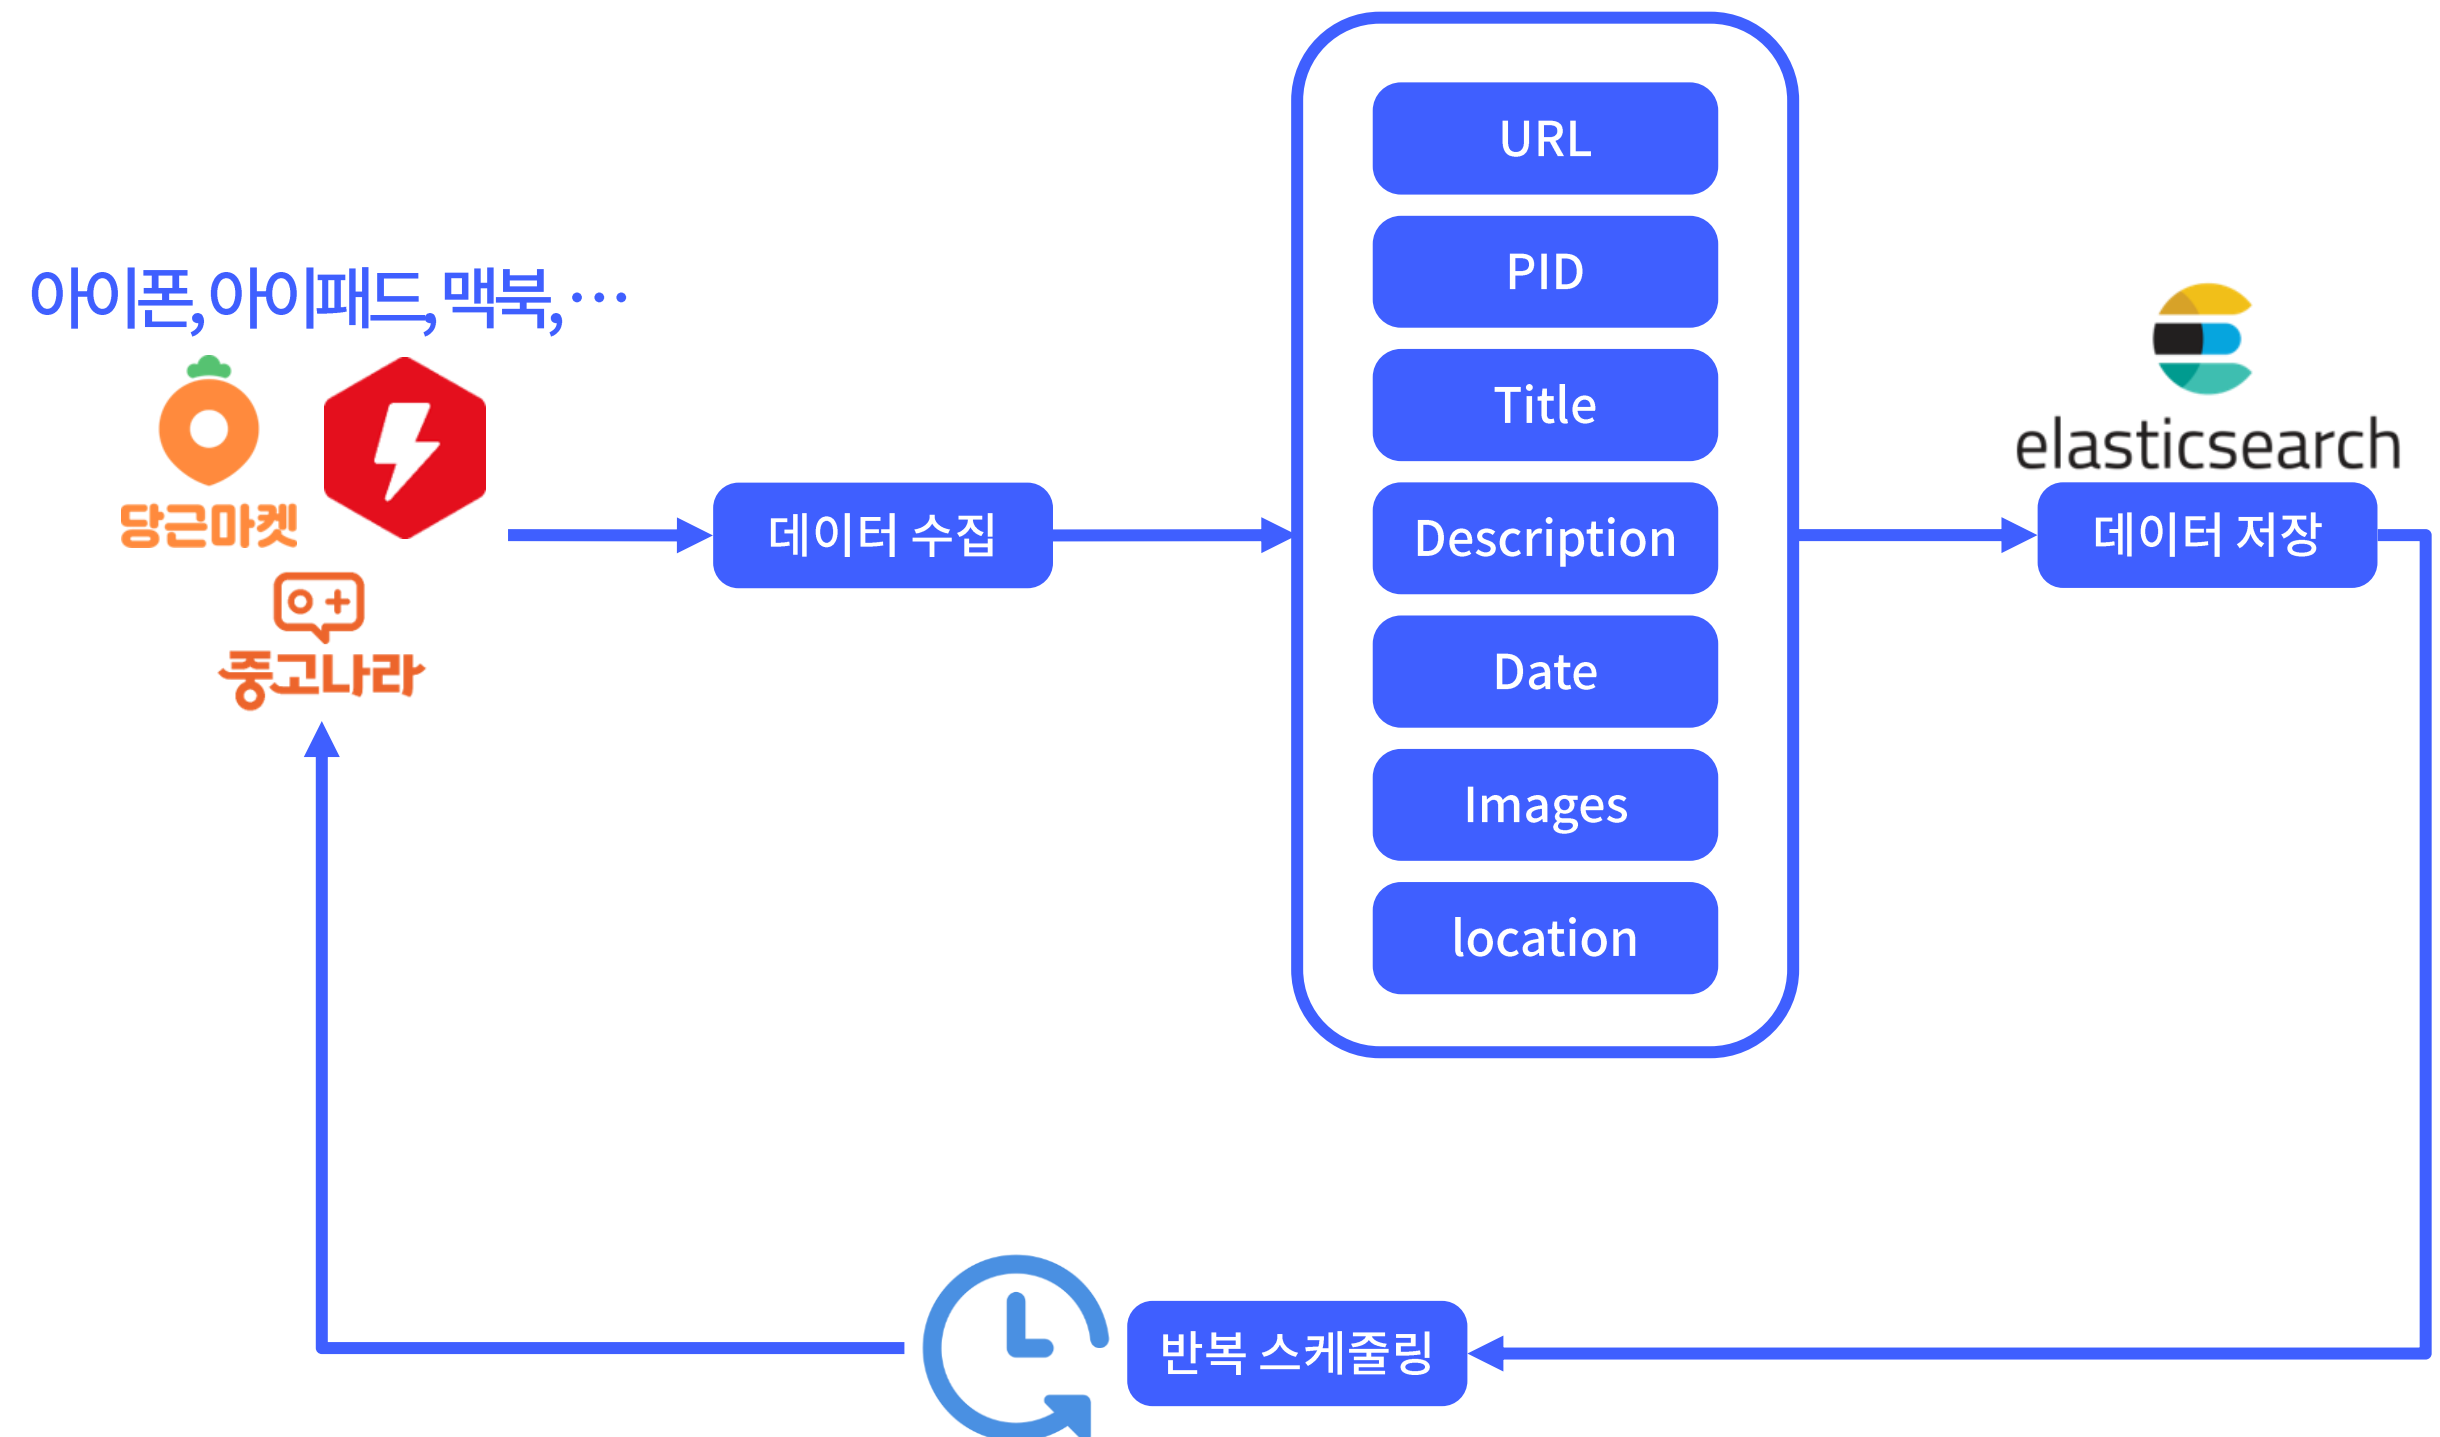 아이폰,아이패드,맥북,…
당근마켓
중고나라
데이터 수집
URL
PID
Title
Description
Date
Images
location
elasticsearch
데이터 저장
반복 스케줄링